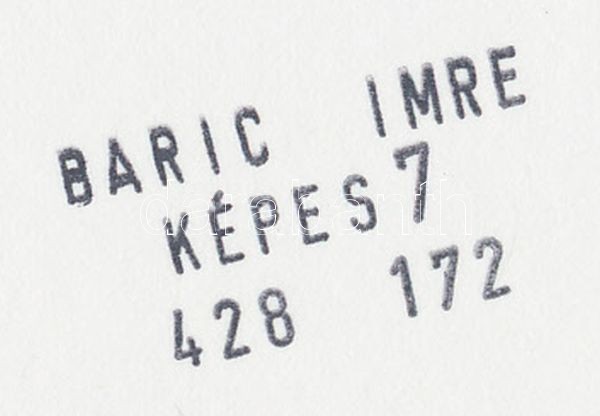 BARIC IMRE
KÉPES 7
428 172